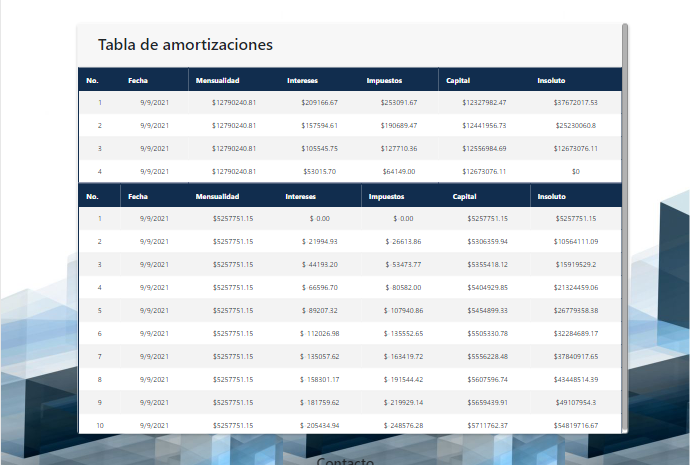 Tabla de amortizaciones
No. Fecha Mensualidad Intereses Impuestos Capital Insoluto
1 9/9/2021 $12790240.81 $209166.67 $253091.67 $12327982.47 $37672017.53
2 9/9/2021 $12790240.81 $157594.61 $190689.47 $12441956.73 $25230060.8
3 9/9/2021 $12790240.81 $105545.75 $127710.36 $12556984.69 $12673076.11
4 9/9/2021 $12790240.81 $53015.70 $64149.00 $12673076.11 $0
No. Fecha Mensualidad Intereses Impuestos Capital Insoluto
1 9/9/2021 $5257751.15 $ 0.00 $ 0.00 $5257751.15 $5257751.15
2 9/9/2021 $5257751.15 $ 21994.93 $ 26613.86 $5306359.94 $10564111.09
3 9/9/2021 $5257751.15 $ 44193.20 $ 53473.77 $5355418.12 $15919529.2
4 9/9/2021 $5257751.15 $ 66596.70 $ 80582.00 $5404929.85 $21324459.06
5 9/9/2021 $5257751.15 $ 89207.32 $ 107940.86 $5454899.33 $26779358.38
6 9/9/2021 $5257751.15 $ 112026.98 $ 135552.65 $5505330.78 $32284689.17
7 9/9/2021 $5257751.15 $ 135057.62 $ 163419.72 $5556228.48 $37840917.65
8 9/9/2021 $5257751.15 $ 158301.17 $ 191544.42 $5607596.74 $43448514.39
9 9/9/2021 $5257751.15 $ 181759.62 $ 219929.14 $5659439.91 $49107954.3
10 9/9/2021 $5257751.15 $ 205434.94 $ 248576.28 $5711762.37 $54819716.67
Contacto